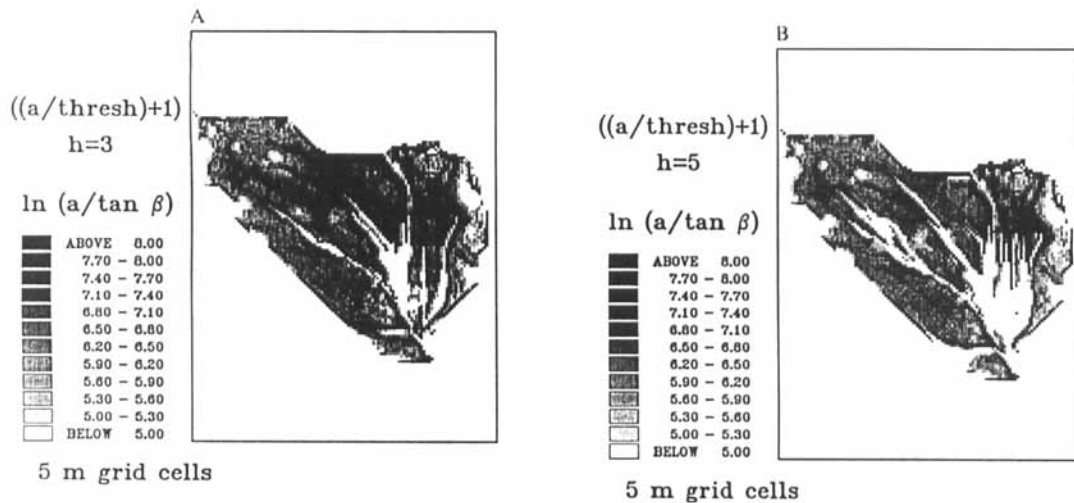 A
((a/thresh)+1)
h=3
ln (a/tan β)
ABOVE 8.00
7.70 – 8.00
7.40 – 7.70
7.10 – 7.40
6.80 – 7.10
6.50 – 6.80
6.20 – 6.50
5.90 – 6.20
5.60 – 5.90
5.30 – 5.60
5.00 – 5.30
BELOW 5.00
5 m grid cells
B
((a/thresh)+1)
h=5
ln (a/tan β)
ABOVE 8.00
7.70 – 8.00
7.40 – 7.70
7.10 – 7.40
6.80 – 7.10
6.50 – 6.80
6.20 – 6.50
5.90 – 6.20
5.60 – 5.90
5.30 – 5.60
5.00 – 5.30
BELOW 5.00
5 m grid cells